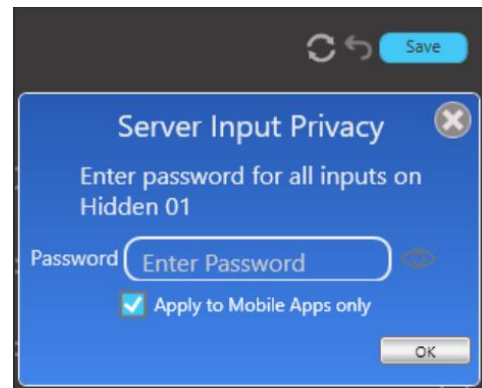 Save
Server Input Privacy
Enter password for all inputs on
Hidden 01
Password Enter Password
Apply to Mobile Apps only
OK